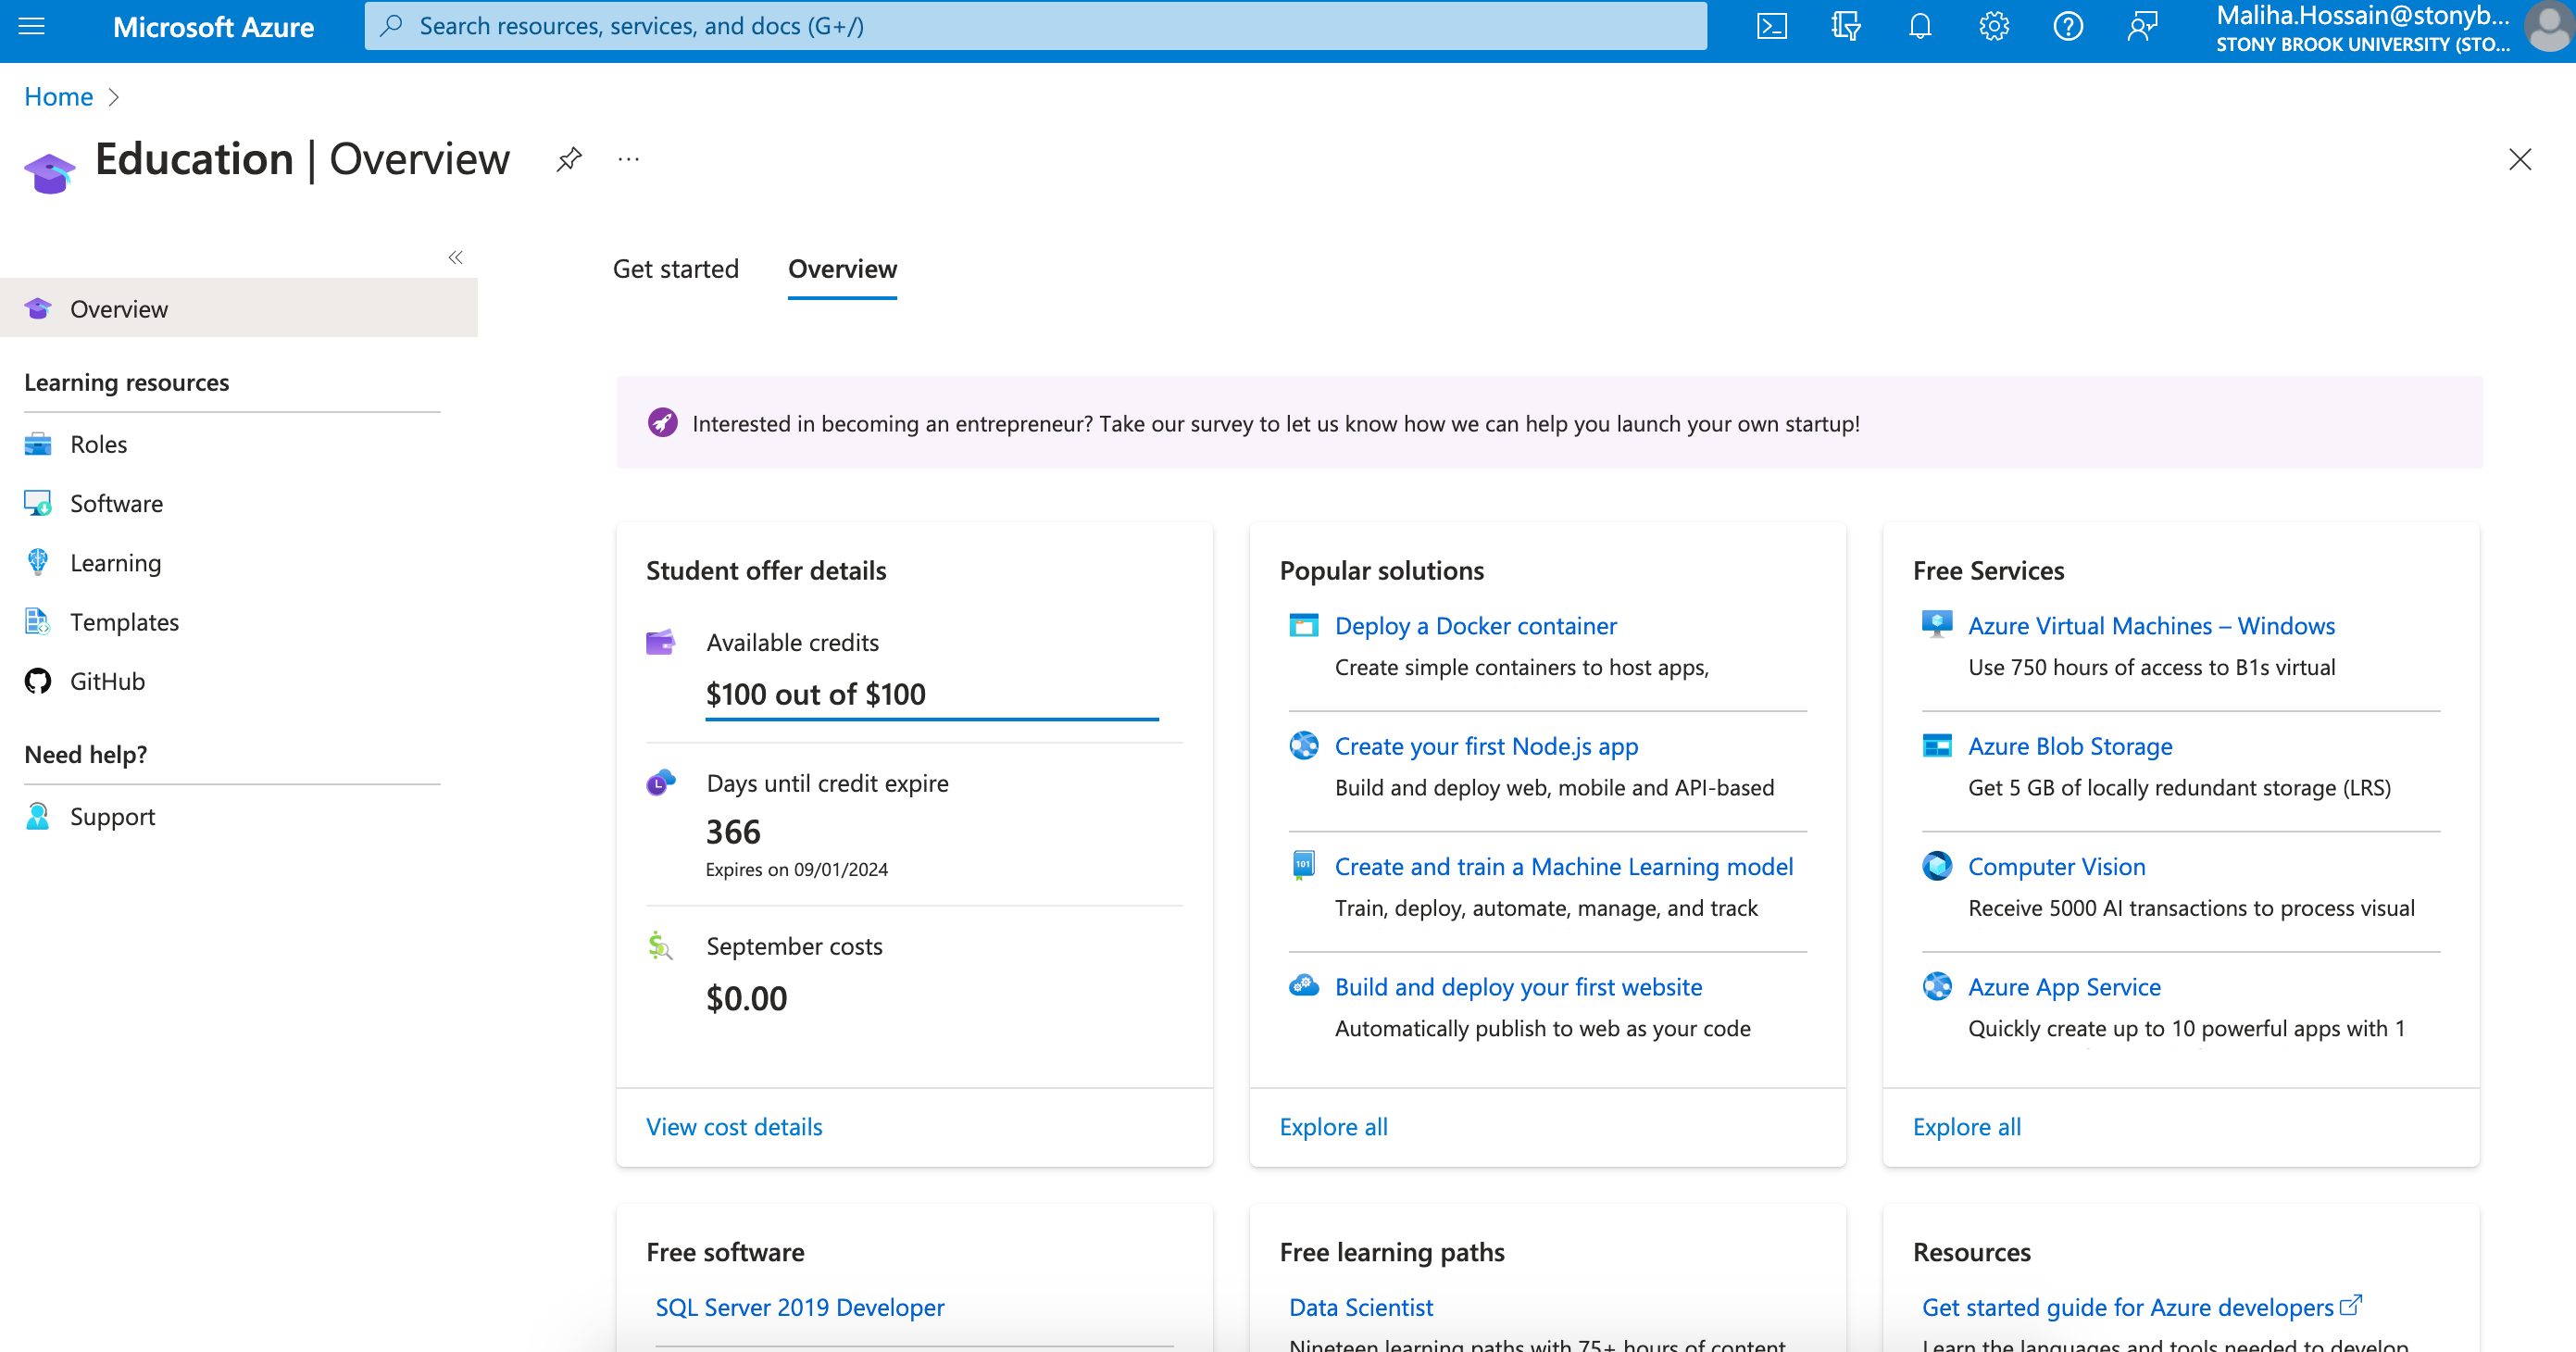 Microsoft Azure
Search resources, services, and docs (G+/)
Maliha.Hossain@stonyb...
STONY BROOK UNIVERSITY (STO...
Home
Education | Overview
Overview
Learning resources
Roles
Software
Learning
Templates
GitHub
Need help?
Support
Get started
Overview
Interested in becoming an entrepreneur? Take our survey to let us know how we can help you launch your own startup!
Student offer details
Available credits
$100 out of $100
Days until credit expire
366
Expires on 09/01/2024
September costs
$0.00
View cost details
Popular solutions
Deploy a Docker container
Create simple containers to host apps,
Create your first Node.js app
Build and deploy web, mobile and API-based
Create and train a Machine Learning model
Train, deploy, automate, manage, and track
Build and deploy your first website
Automatically publish to web as your code
Explore all
Free Services
Azure Virtual Machines – Windows
Use 750 hours of access to B1s virtual
Azure Blob Storage
Get 5 GB of locally redundant storage (LRS)
Computer Vision
Receive 5000 AI transactions to process visual
Azure App Service
Quickly create up to 10 powerful apps with 1
Explore all
Free software
SQL Server 2019 Developer
Free learning paths
Data Scientist
Nineteen learning paths with 75+ hours of content
Resources
Get started guide for Azure developers
Learn the languages and tools needed to develop